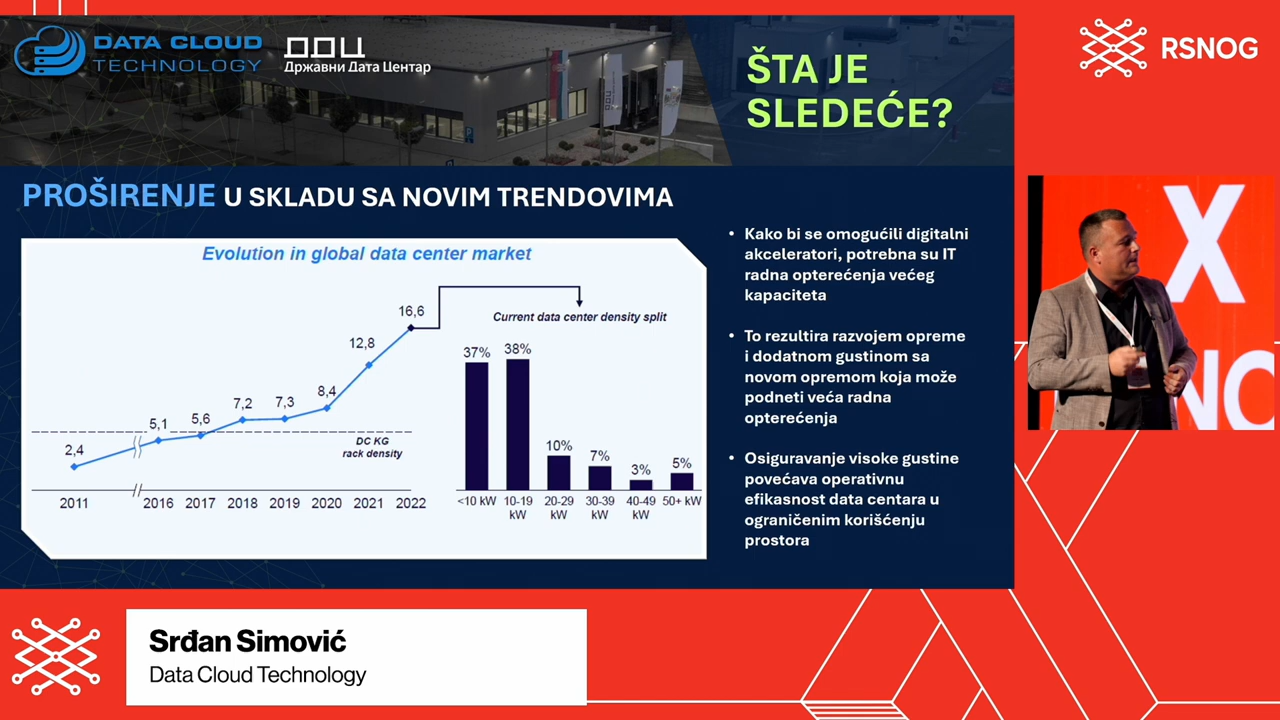 DATA CLOUD
TECHNOLOGY
ДДЦ
Државни Дата Центар
ŠTA JE
SLEDEĆE?
RSNOG
PROŠIRENJE U SKLADU SA NOVIM TRENDOVIMA
Evolution in global data center market
2,4
5,1
5,6
7,2
7,3
8,4
12,8
16,6
DC KG
rack density
2011 2016 2017 2018 2019 2020 2021 2022
Current data center density split
37% 38% 10% 7% 3% 5%
<10 kW 10-19 kW 20-29 kW 30-39 kW 40-49 kW 50+ kW
• Kako bi se omogućili digitalni
akceleratori, potrebna su IT
radna opterećenja većeg
kapaciteta
• To rezultira razvojem opreme
i dodatnom gustinom sa
novom opremom koja može
podneti veća radna
opterećenja
• Osiguravanje visoke gustine
povećava operativnu
efikasnost data centara u
ograničenim korišćenju
prostora
X
NO
Srđan Simović
Data Cloud Technology